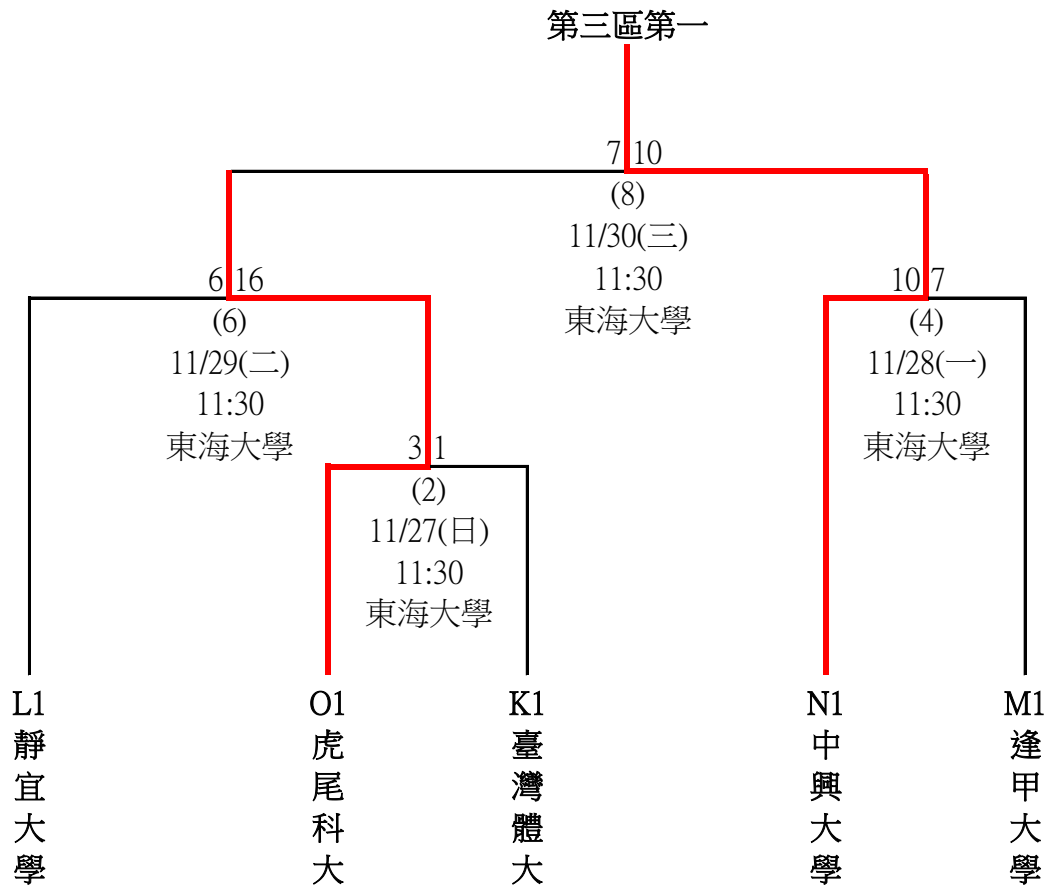 第三區第一
7 10
(8)
11/30(三)
11:30
東海大學
6 16
(6)
11/29(二)
11:30
東海大學
10 7
(4)
11/28(一)
11:30
東海大學
3 1
(2)
11/27(日)
11:30
東海大學
L1
靜宜大學
O1
虎尾科大
K1
臺灣體大
N1
中興大學
M1
逢甲大學